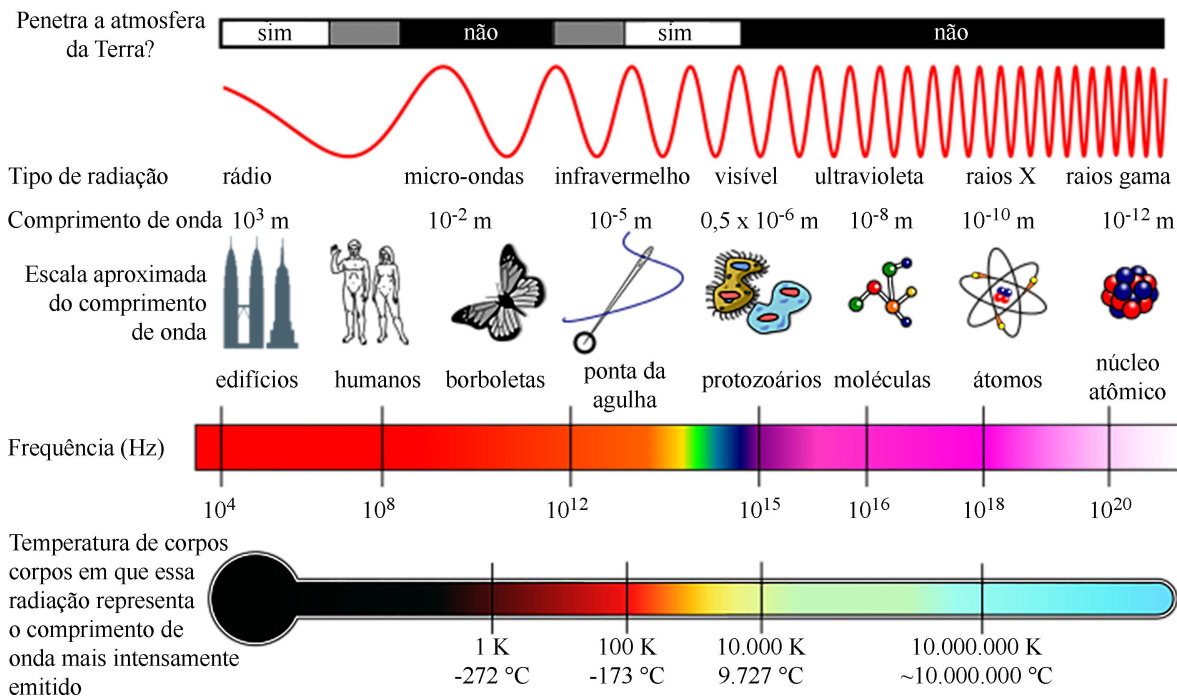 Penetra a atmosfera
da Terra?
sim
não
sim
não
Tipo de radiação
rádio
micro-ondas
infravermelho
visível
ultravioleta
raios X
raios gama
Comprimento de onda
10³ m
10⁻² m
10⁻⁵ m
0,5 x 10⁻⁶ m
10⁻⁸ m
10⁻¹⁰ m
10⁻¹² m
Escala aproximada
do comprimento
de onda
edifícios
humanos
borboletas
ponta da
agulha
protozoários
moléculas
átomos
núcleo
atômico
Frequência (Hz)
10⁴
10⁸
10¹²
10¹⁵
10¹⁶
10¹⁸
10²⁰
Temperatura de corpos
corpos em que essa
radiação representa
o comprimento de
onda mais intensamente
emitido
1 K
-272 °C
100 K
-173 °C
10.000 K
9.727 °C
10.000.000 K
~10.000.000 °C